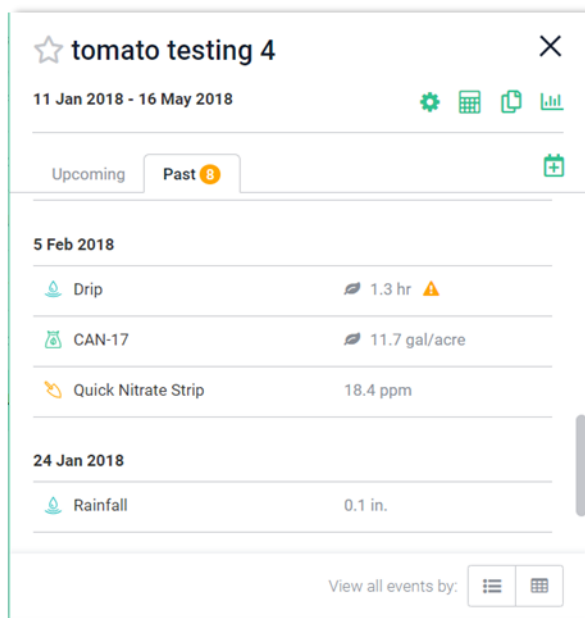 tomato testing 4
11 Jan 2018 - 16 May 2018
Upcoming Past 8
5 Feb 2018
Drip 1.3 hr
CAN-17 11.7 gal/acre
Quick Nitrate Strip 18.4 ppm
24 Jan 2018
Rainfall 0.1 in.
View all events by: